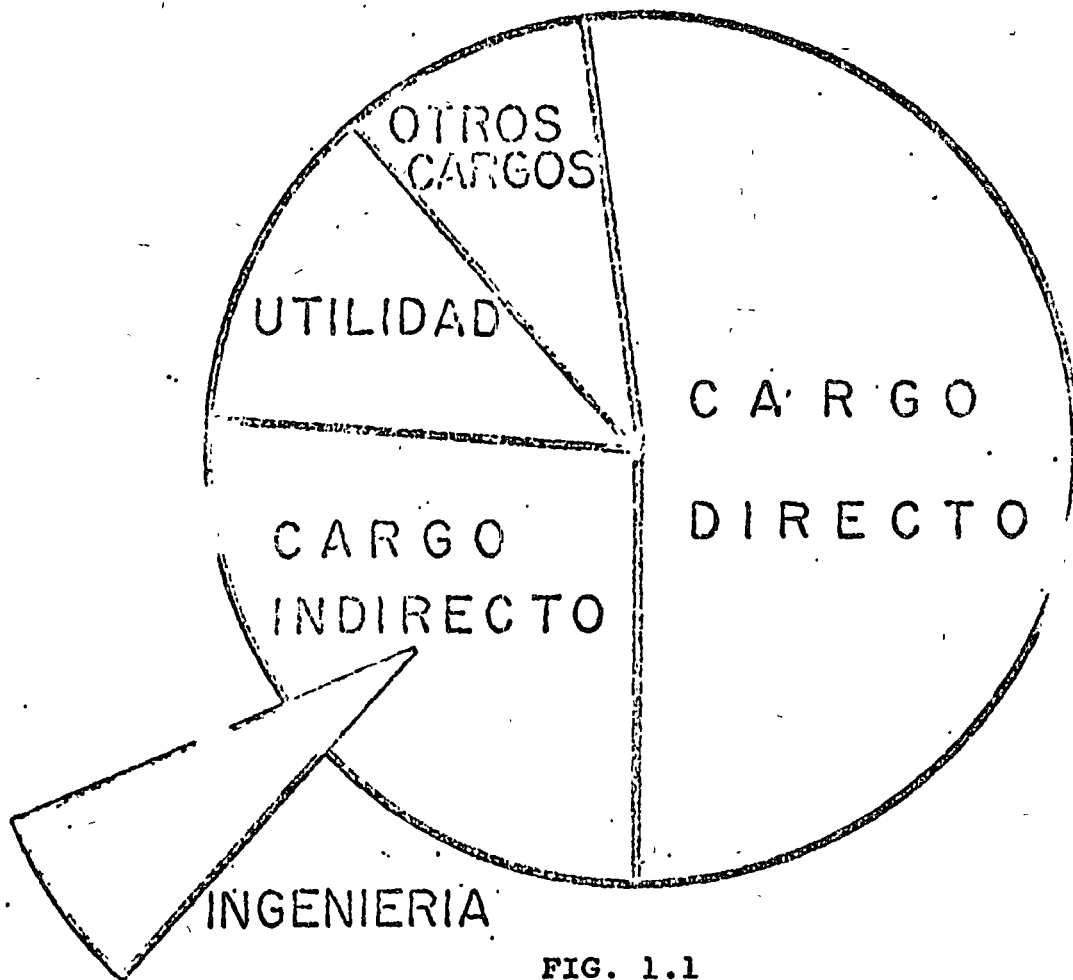 OTROS
CARGOS
UTILIDAD
CARGO
DIRECTO
CARGO
INDIRECTO
INGENIERIA
FIG. 1.1